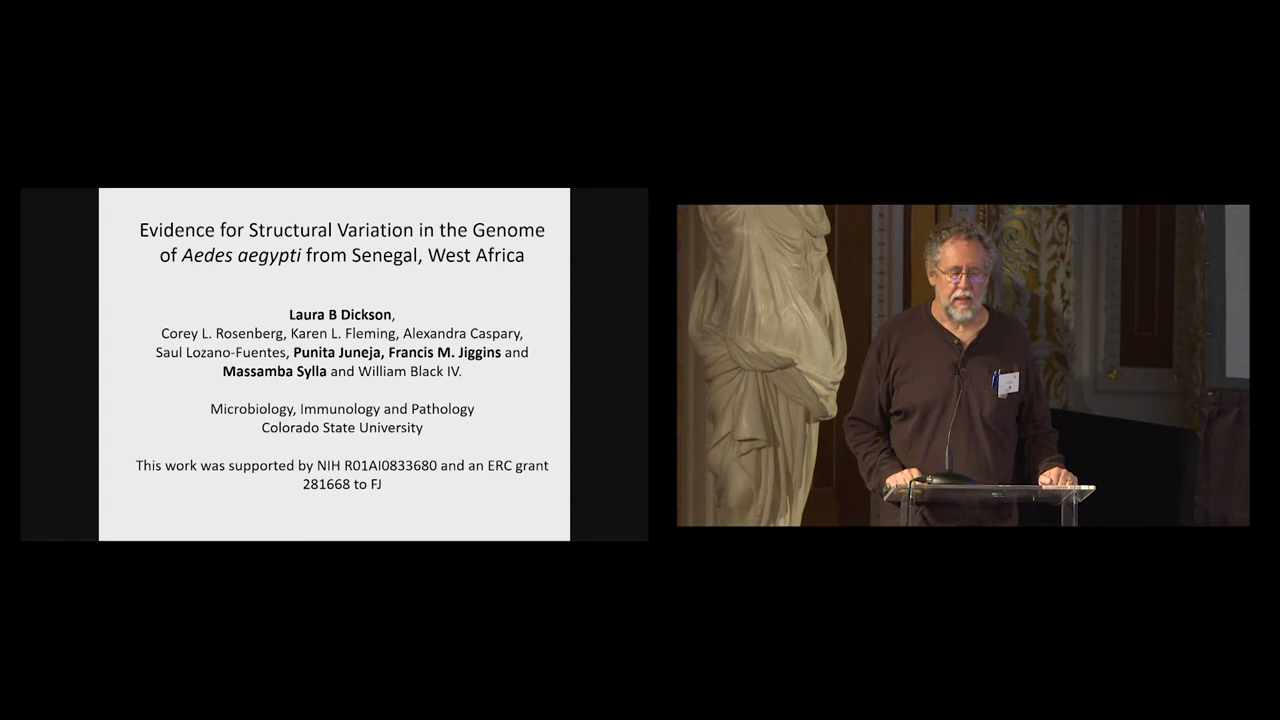 Evidence for Structural Variation in the Genome
of Aedes aegypti from Senegal, West Africa
Laura B Dickson,
Corey L. Rosenberg, Karen L. Fleming, Alexandra Caspary,
Saul Lozano-Fuentes, Punita Juneja, Francis M. Jiggins and
Massamba Sylla and William Black IV.
Microbiology, Immunology and Pathology
Colorado State University
This work was supported by NIH R01AI0833680 and an ERC grant
281668 to FJ